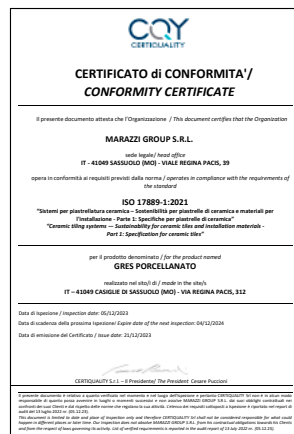 CQY
CERTIQUALITY
CERTIFICATO di CONFORMITA'/
CONFORMITY CERTIFICATE
Il presente documento attesta che l'Organizzazione / This document certifies that the Organization
MARAZZI GROUP S.R.L.
sede legale/ head office
IT - 41049 SASSUOLO (MO) - VIALE REGINA PACIS, 39
opera in conformità ai requisiti previsti dalla norma / operates in compliance with the requirements of
the standard
ISO 17889-1:2021
"Sistemi per piastrellatura ceramica – Sostenibilità per piastrelle di ceramica e materiali per
l'installazione - Parte 1: Specifiche per piastrelle di ceramica"
"Ceramic tiling systems — Sustainability for ceramic tiles and installation materials -
Part 1: Specification for ceramic tiles"
per il prodotto denominato / for the product named
GRES PORCELLANATO
realizzato nel sito/i di / made in the site/s
IT – 41049 CASIGLIE DI SASSUOLO (MO) - VIA REGINA PACIS, 312
Data di Ispezione / Inspection date: 05/12/2023
Data di scadenza della prossima Ispezione/ Expire date of the next inspection: 04/12/2024
Data di emissione del Certificato / Issue date: 21/12/2023
CERTIQUALITY S.r.l. – Il Presidente/ The President Cesare Puccioni